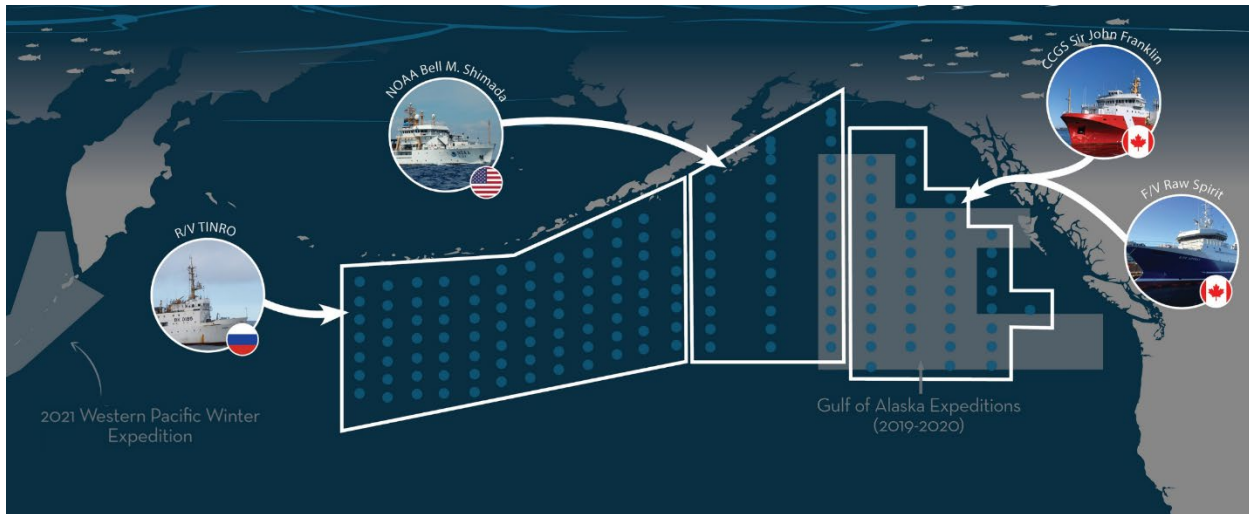 NOAA Bell M. Shimada
CCGS Sir John Franklin
F/V Raw Spirit
R/V TINRO
2021 Western Pacific Winter
Expedition
Gulf of Alaska Expeditions
(2019-2020)